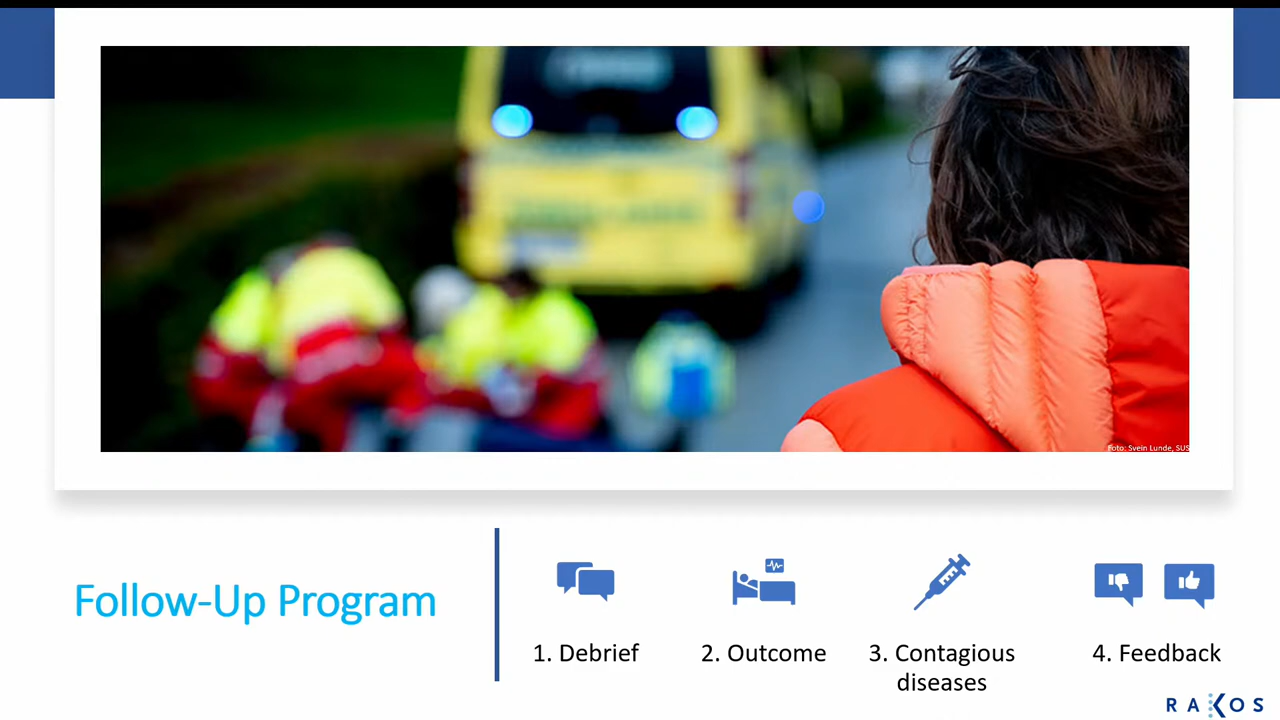 Foto: Svein Lunde, SUS
Follow-Up Program
1. Debrief
2. Outcome
3. Contagious
diseases
4. Feedback
RAKOS